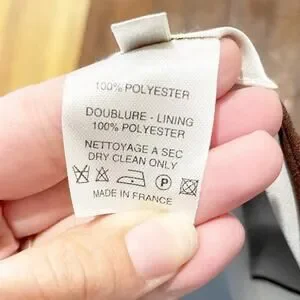 100% POLYESTER
DOUBLURE - LINING
100% POLYESTER
NETTOYAGE A SEC
DRY CLEAN ONLY
P
MADE IN FRANCE